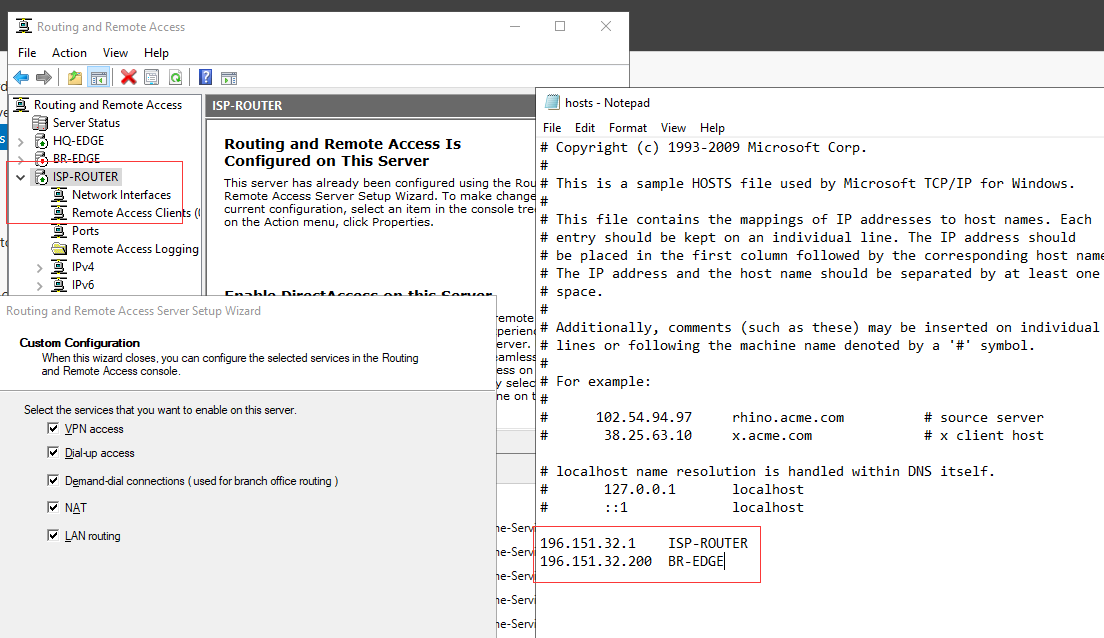 Routing and Remote Access
File Action View Help
Routing and Remote Access
Server Status
HQ-EDGE
BR-EDGE
ISP-ROUTER
Network Interfaces
Remote Access Clients (
Ports
Remote Access Logging
IPv4
IPv6
ISP-ROUTER
Routing and Remote Access Is
Configured on This Server
This server has already been configured using the Rou
Remote Access Server Setup Wizard. To make change
current configuration, select an item in the console tre
on the Action menu, click Properties.
Enable DirectAccess on this Server
remote
erver.
Routing and Remote Access Server Setup Wizard
Custom Configuration
When this wizard closes, you can configure the selected services in the Routing
and Remote Access console.
Select the services that you want to enable on this server.
VPN access
Dial-up access
Demand-dial connections ( used for branch office routing )
NAT
LAN routing
ne-Servi
ne-Servi
ne-Servi
ne-Servi
ne-Servi
hosts - Notepad
File Edit Format View Help
# Copyright (c) 1993-2009 Microsoft Corp.
#
# This is a sample HOSTS file used by Microsoft TCP/IP for Windows.
#
# This file contains the mappings of IP addresses to host names. Each
# entry should be kept on an individual line. The IP address should
# be placed in the first column followed by the corresponding host name
# The IP address and the host name should be separated by at least one
# space.
#
# Additionally, comments (such as these) may be inserted on individual
# lines or following the machine name denoted by a '#' symbol.
#
# For example:
#
# 102.54.94.97 rhino.acme.com # source server
# 38.25.63.10 x.acme.com # x client host
# localhost name resolution is handled within DNS itself.
# 127.0.0.1 localhost
# ::1 localhost
196.151.32.1 ISP-ROUTER
196.151.32.200 BR-EDGE